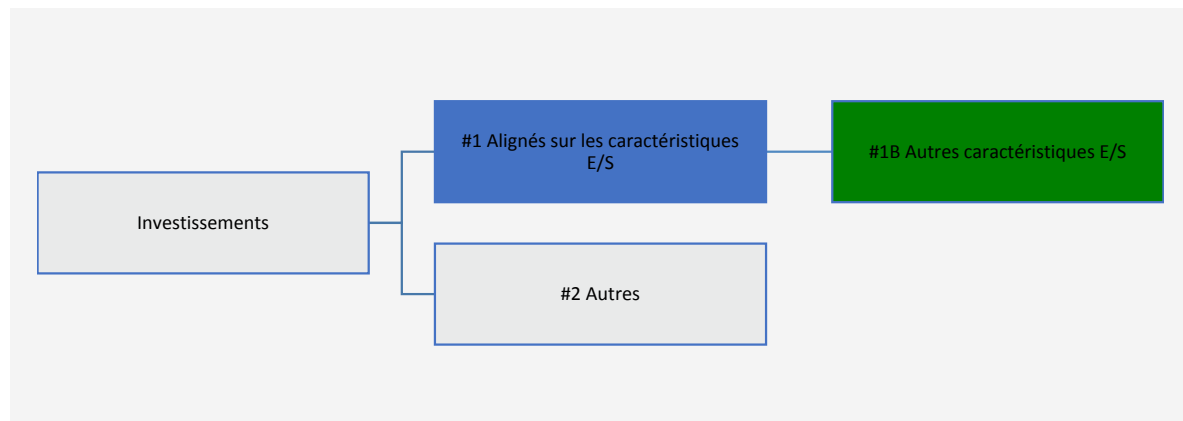 #1 Alignés sur les caractéristiques
E/S
#1B Autres caractéristiques E/S
Investissements
#2 Autres